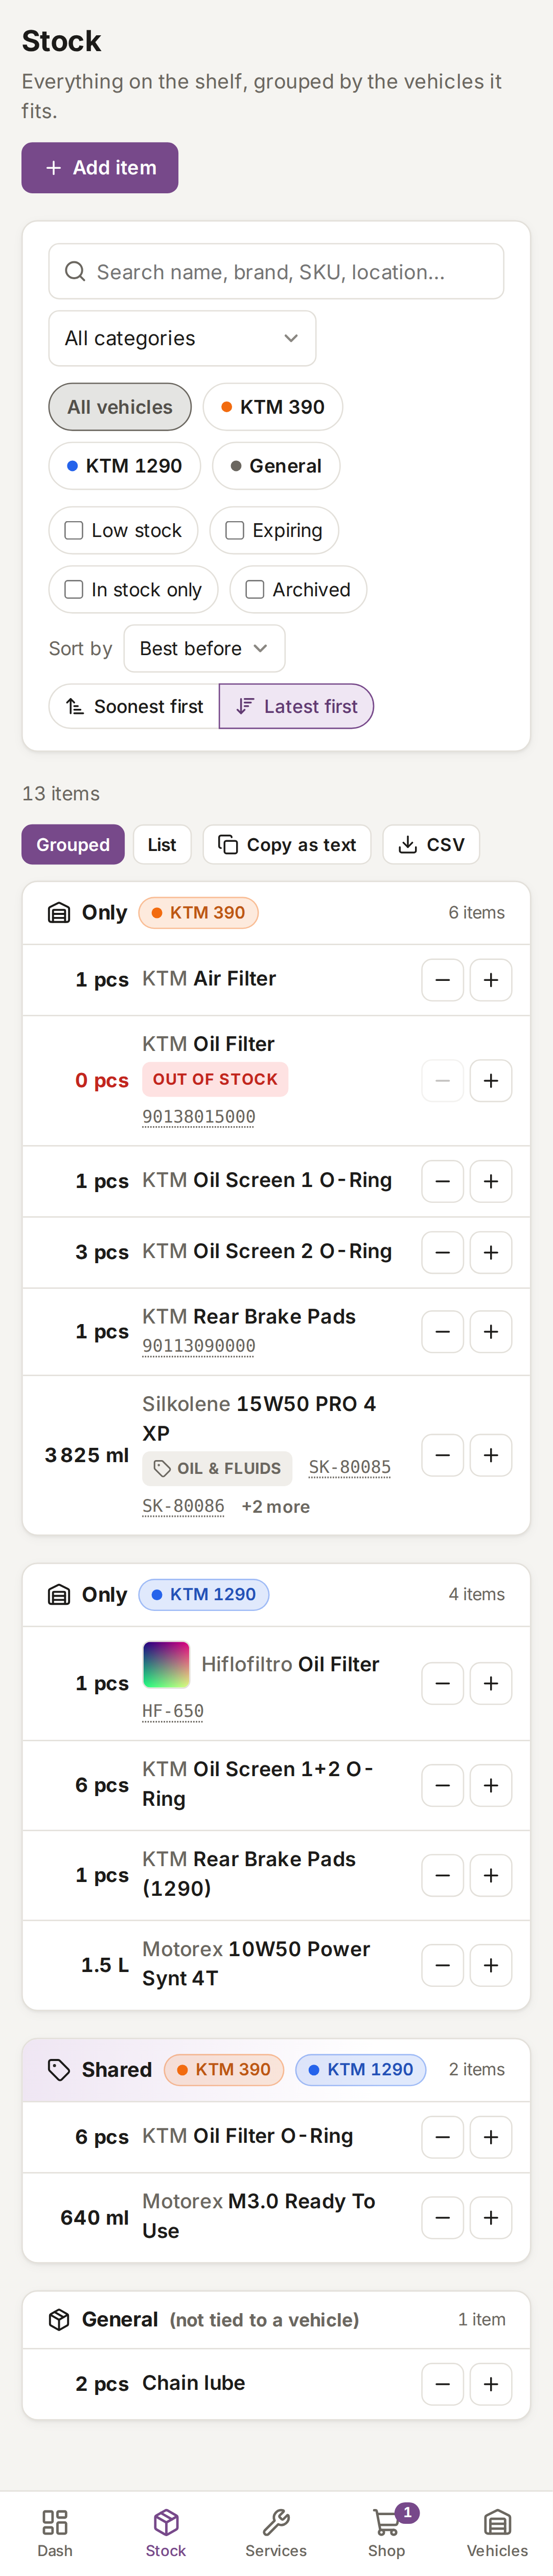 Stock
Everything on the shelf, grouped by the vehicles it
fits.
+ Add item
Search name, brand, SKU, location...
All categories
All vehicles
KTM 390
KTM 1290
General
Low stock
Expiring
In stock only
Archived
Sort by
Best before
Soonest first
Latest first
13 items
Grouped
List
Copy as text
CSV
Only KTM 390 6 items
1 pcs KTM Air Filter
0 pcs KTM Oil Filter
OUT OF STOCK
90138015000
1 pcs KTM Oil Screen 1 O-Ring
3 pcs KTM Oil Screen 2 O-Ring
1 pcs KTM Rear Brake Pads
90113090000
3 825 ml Silkolene 15W50 PRO 4
XP
OIL & FLUIDS SK-80085
SK-80086 +2 more
Only KTM 1290 4 items
1 pcs Hiflofiltro Oil Filter
HF-650
6 pcs KTM Oil Screen 1+2 O-
Ring
1 pcs KTM Rear Brake Pads
(1290)
1.5 L Motorex 10W50 Power
Synt 4T
Shared KTM 390 KTM 1290 2 items
6 pcs KTM Oil Filter O-Ring
640 ml Motorex M3.0 Ready To
Use
General (not tied to a vehicle) 1 item
2 pcs Chain lube
1
Dash Stock Services Shop Vehicles